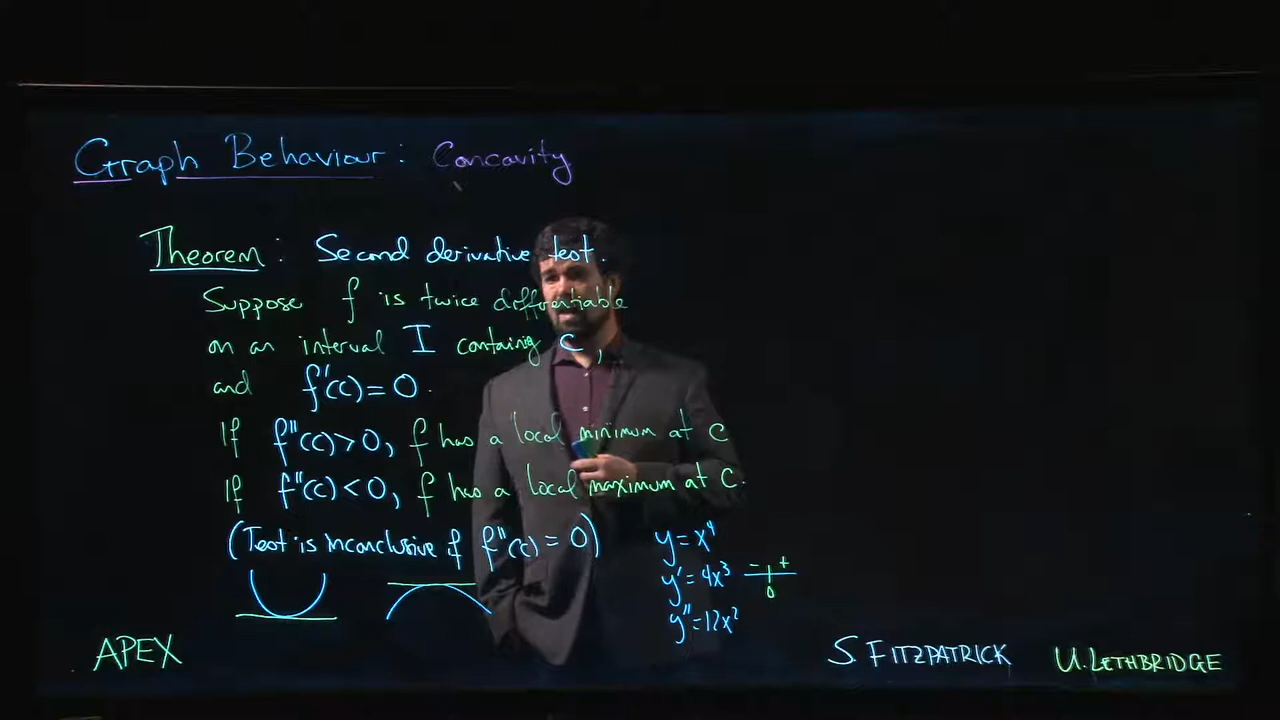 Graph Behaviour: Concavity
Theorem: Second derivative test.
Suppose f is twice differentiable
on an interval I containing c,
and f'(c)=0.
If f''(c)>0, f has a local minimum at c
If f''(c)<0, f has a local maximum at c.
(Test is inconclusive if f''(c)=0)
y=x⁴
y'=4x³ - +
0
y''=12x²
APEX
S. FITZPATRICK
U. LETHBRIDGE